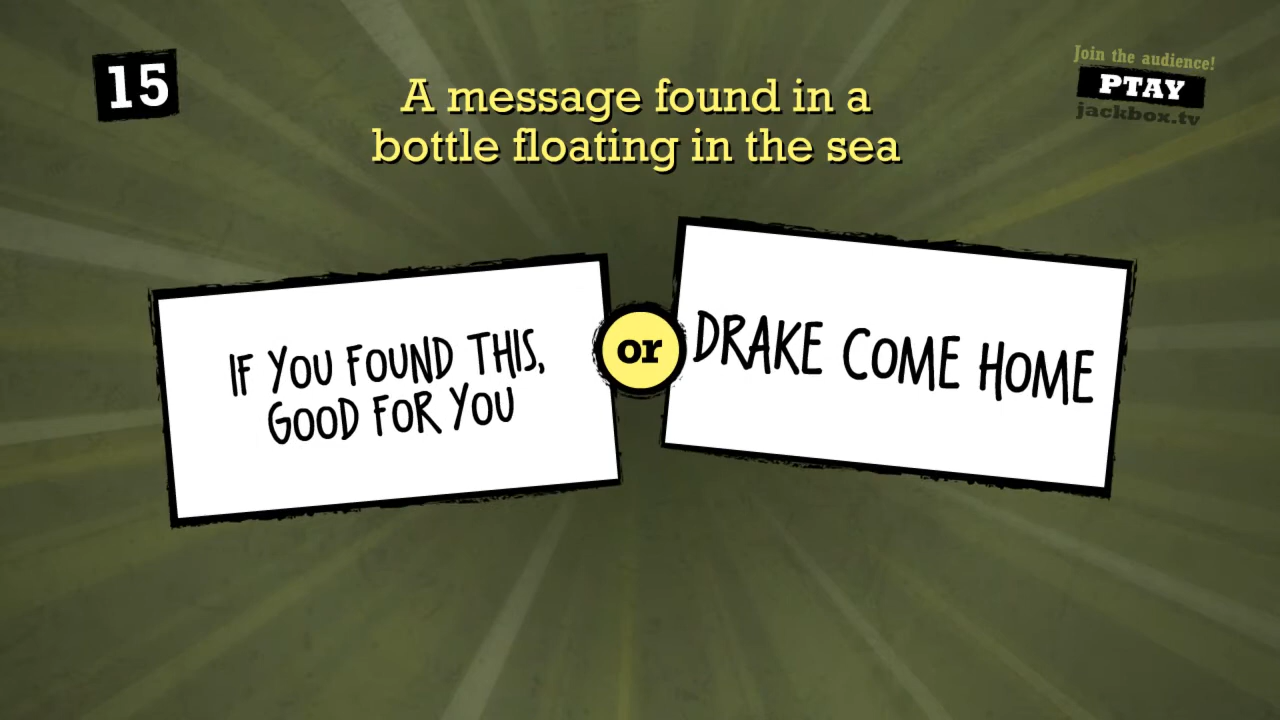 15
A message found in a
bottle floating in the sea
Join the audience!
PTAY
jackbox.tv
IF YOU FOUND THIS,
GOOD FOR YOU
or
DRAKE COME HOME